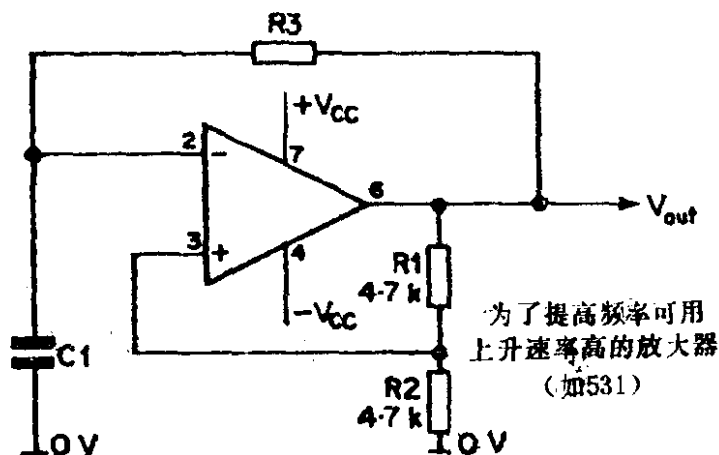 R3
+Vcc
2
−
7
6
Vout
3
+
4
R1
4·7 k
−Vcc
为了提高频率可用
上升速率高的放大器
（如531）
C1
R2
4·7 k
0 V
0 V